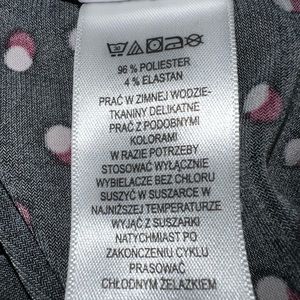 96 % POLIESTER
4 % ELASTAN
PRAĆ W ZIMNEJ WODZIE-
TKANINY DELIKATNE
PRAĆ Z PODOBNYMI
KOLORAMI
W RAZIE POTRZEBY
STOSOWAĆ WYŁĄCZNIE
WYBIELACZE BEZ CHLORU
SUSZYĆ W SUSZARCE W
NAJNIŻSZEJ TEMPERATURZE
WYJĄĆ Z SUSZARKI
NATYCHMIAST PO
ZAKOŃCZENIU CYKLU
PRASOWAĆ
CHŁODNYM ŻELAZKIEM